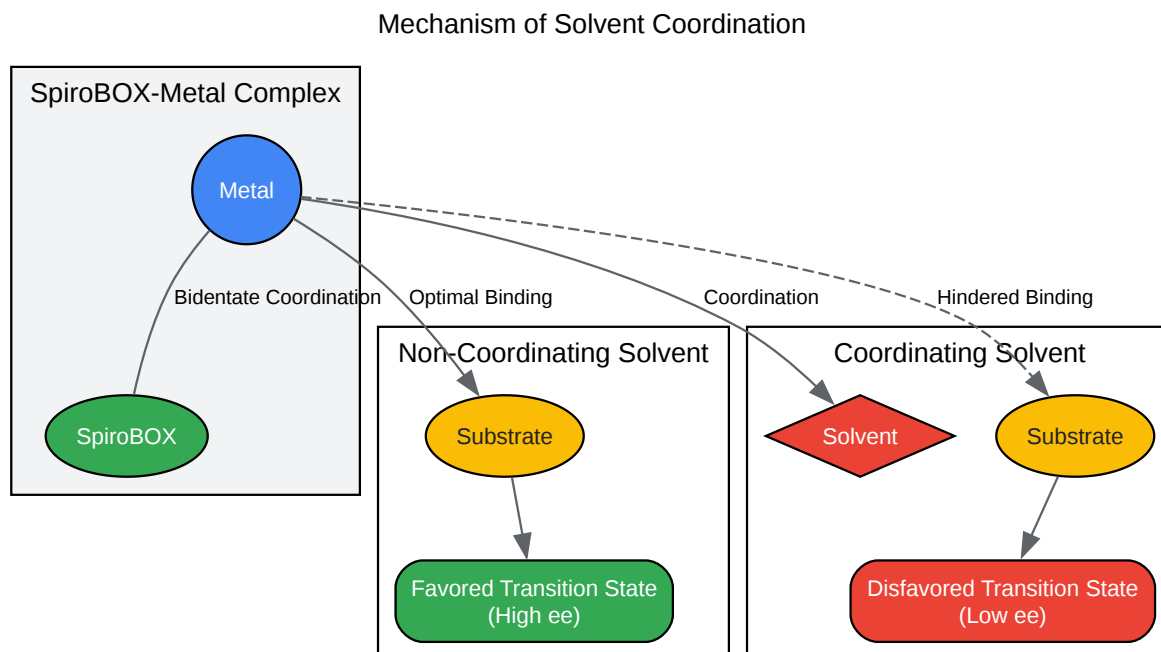 Mechanism of Solvent Coordination
SpiroBOX-Metal Complex
Metal
Bidentate Coordination
Optimal Binding
Coordination
Hindered Binding
Non-Coordinating Solvent
Coordinating Solvent
SpiroBOX
Substrate
Solvent
Substrate
Favored Transition State
(High ee)
Disfavored Transition State
(Low ee)